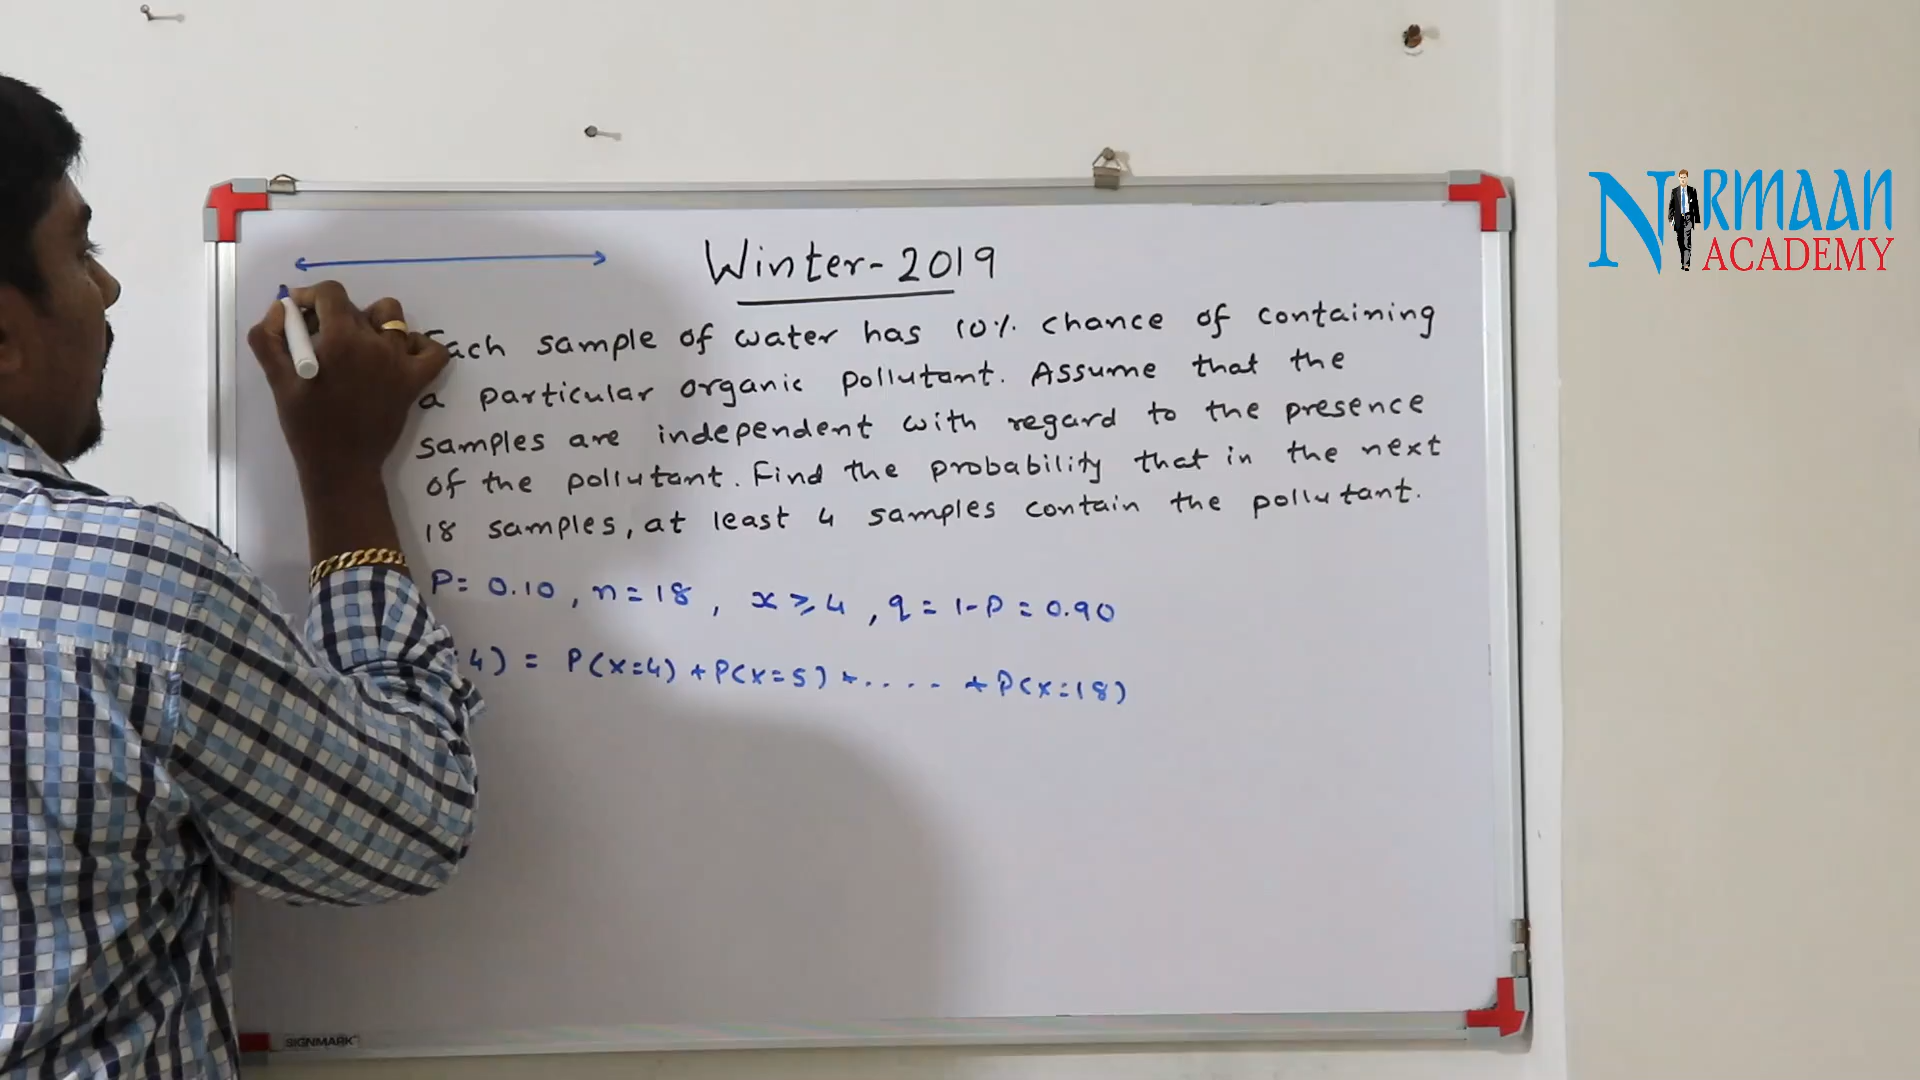 Winter-2019
Each sample of water has 10% chance of containing
a particular organic pollutant. Assume that the
samples are independent with regard to the presence
of the pollutant. Find the probability that in the next
18 samples, at least 4 samples contain the pollutant.
P= 0.10, n=18, x≥4, q=1-P=0.90
4) = P(x=4)+P(x=5)+.....+P(x=18)
NIRMAAN
ACADEMY
SIGNMARK